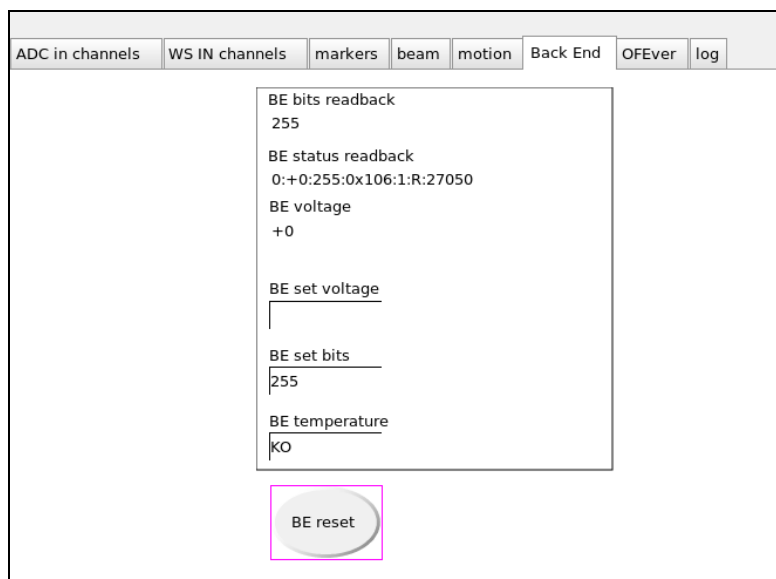 ADC in channels WS IN channels markers beam motion Back End OFEver log
BE bits readback
255
BE status readback
0:+0:255:0x106:1:R:27050
BE voltage
+0
BE set voltage
BE set bits
255
BE temperature
KO
BE reset